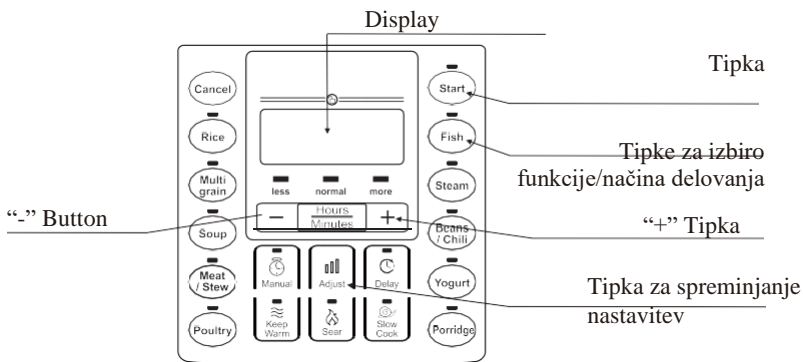 Display
Tipka
Cancel
Start
Rice
Fish
Tipke za izbiro
funkcije/načina delovanja
Multi
grain
Steam
less normal more
"-" Button
Hours
Minutes
− +
"+" Tipka
Soup
Beans
/ Chili
Meat
/ Stew
Manual
Adjust
Delay
Yogurt
Tipka za spreminjanje
nastavitev
Poultry
Keep
Warm
Sear
Slow
Cook
Porridge